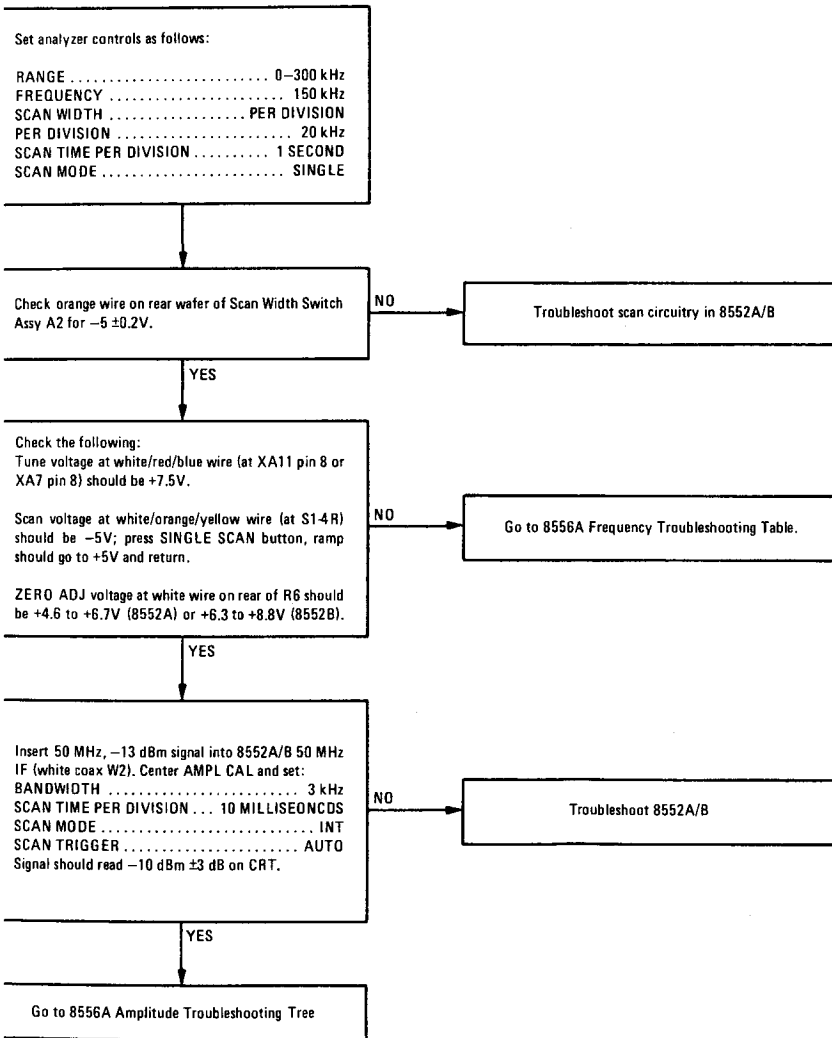 Set analyzer controls as follows:
RANGE ......................... 0–300 kHz
FREQUENCY ...................... 150 kHz
SCAN WIDTH .................. PER DIVISION
PER DIVISION ...................... 20 kHz
SCAN TIME PER DIVISION .......... 1 SECOND
SCAN MODE ....................... SINGLE
Check orange wire on rear wafer of Scan Width Switch
Assy A2 for –5 ±0.2V.
NO
Troubleshoot scan circuitry in 8552A/B
YES
Check the following:
Tune voltage at white/red/blue wire (at XA11 pin 8 or
XA7 pin 8) should be +7.5V.
Scan voltage at white/orange/yellow wire (at S1-4R)
should be –5V; press SINGLE SCAN button, ramp
should go to +5V and return.
ZERO ADJ voltage at white wire on rear of R6 should
be +4.6 to +6.7V (8552A) or +6.3 to +8.8V (8552B).
NO
Go to 8556A Frequency Troubleshooting Table.
YES
Insert 50 MHz, –13 dBm signal into 8552A/B 50 MHz
IF (white coax W2). Center AMPL CAL and set:
BANDWIDTH ........................ 3 kHz
SCAN TIME PER DIVISION ... 10 MILLISEONCDS
SCAN MODE ............................ INT
SCAN TRIGGER ...................... AUTO
Signal should read –10 dBm ±3 dB on CRT.
NO
Troubleshoot 8552A/B
YES
Go to 8556A Amplitude Troubleshooting Tree